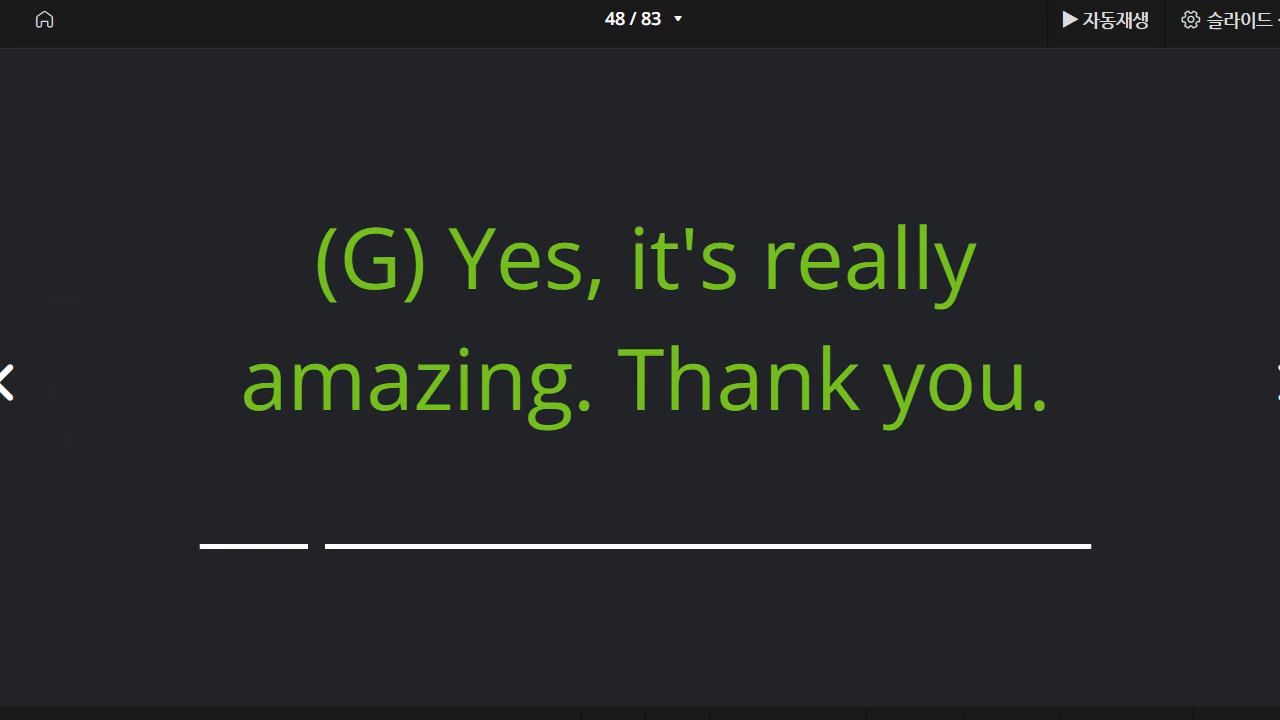 48 / 83
자동재생
슬라이드
(G) Yes, it's really
amazing. Thank you.